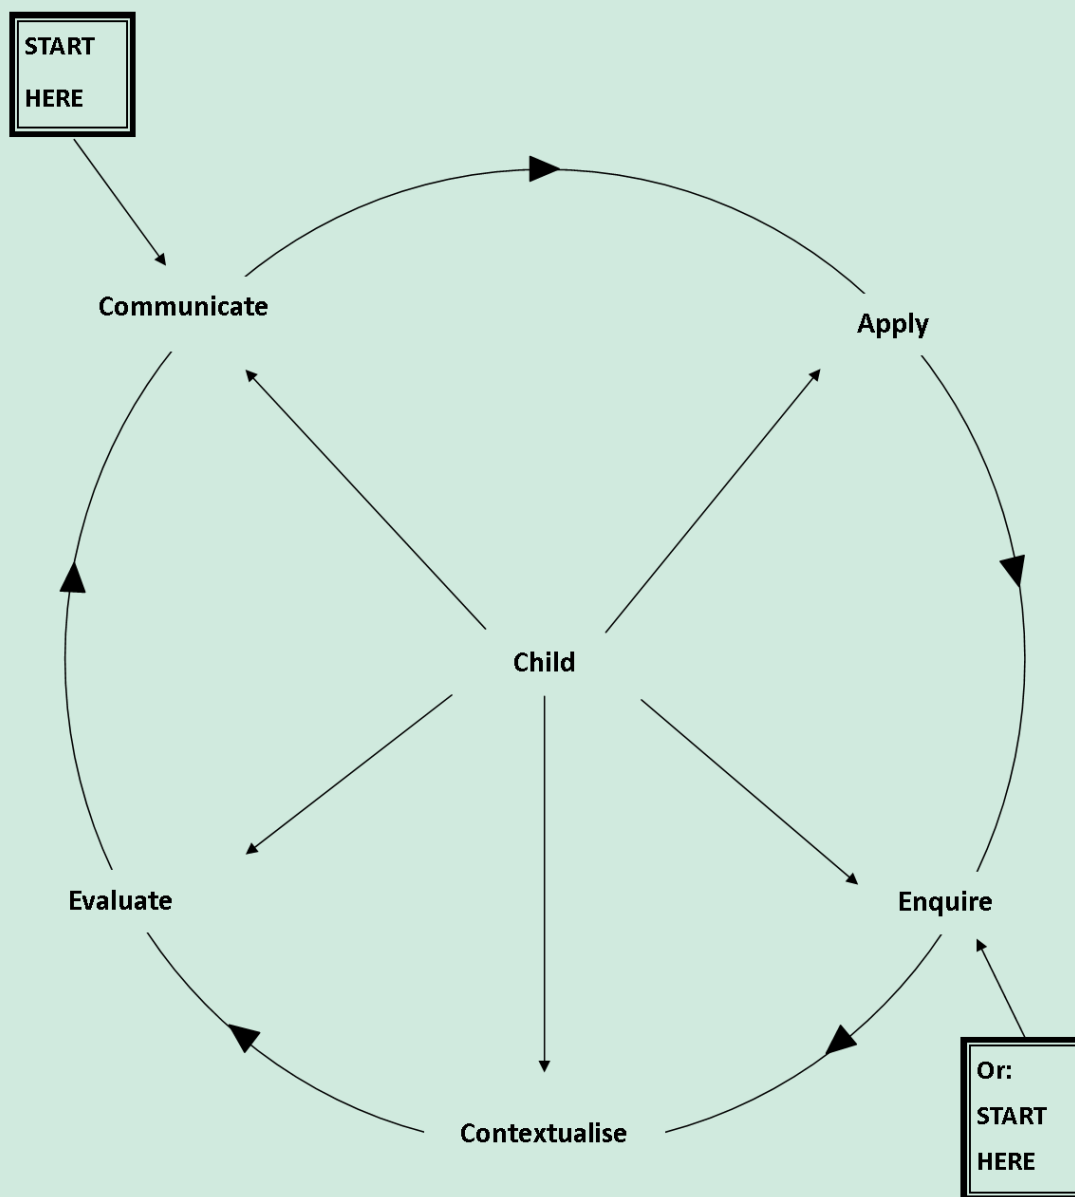 START
HERE
Communicate
Apply
Child
Evaluate
Enquire
Contextualise
Or:
START
HERE